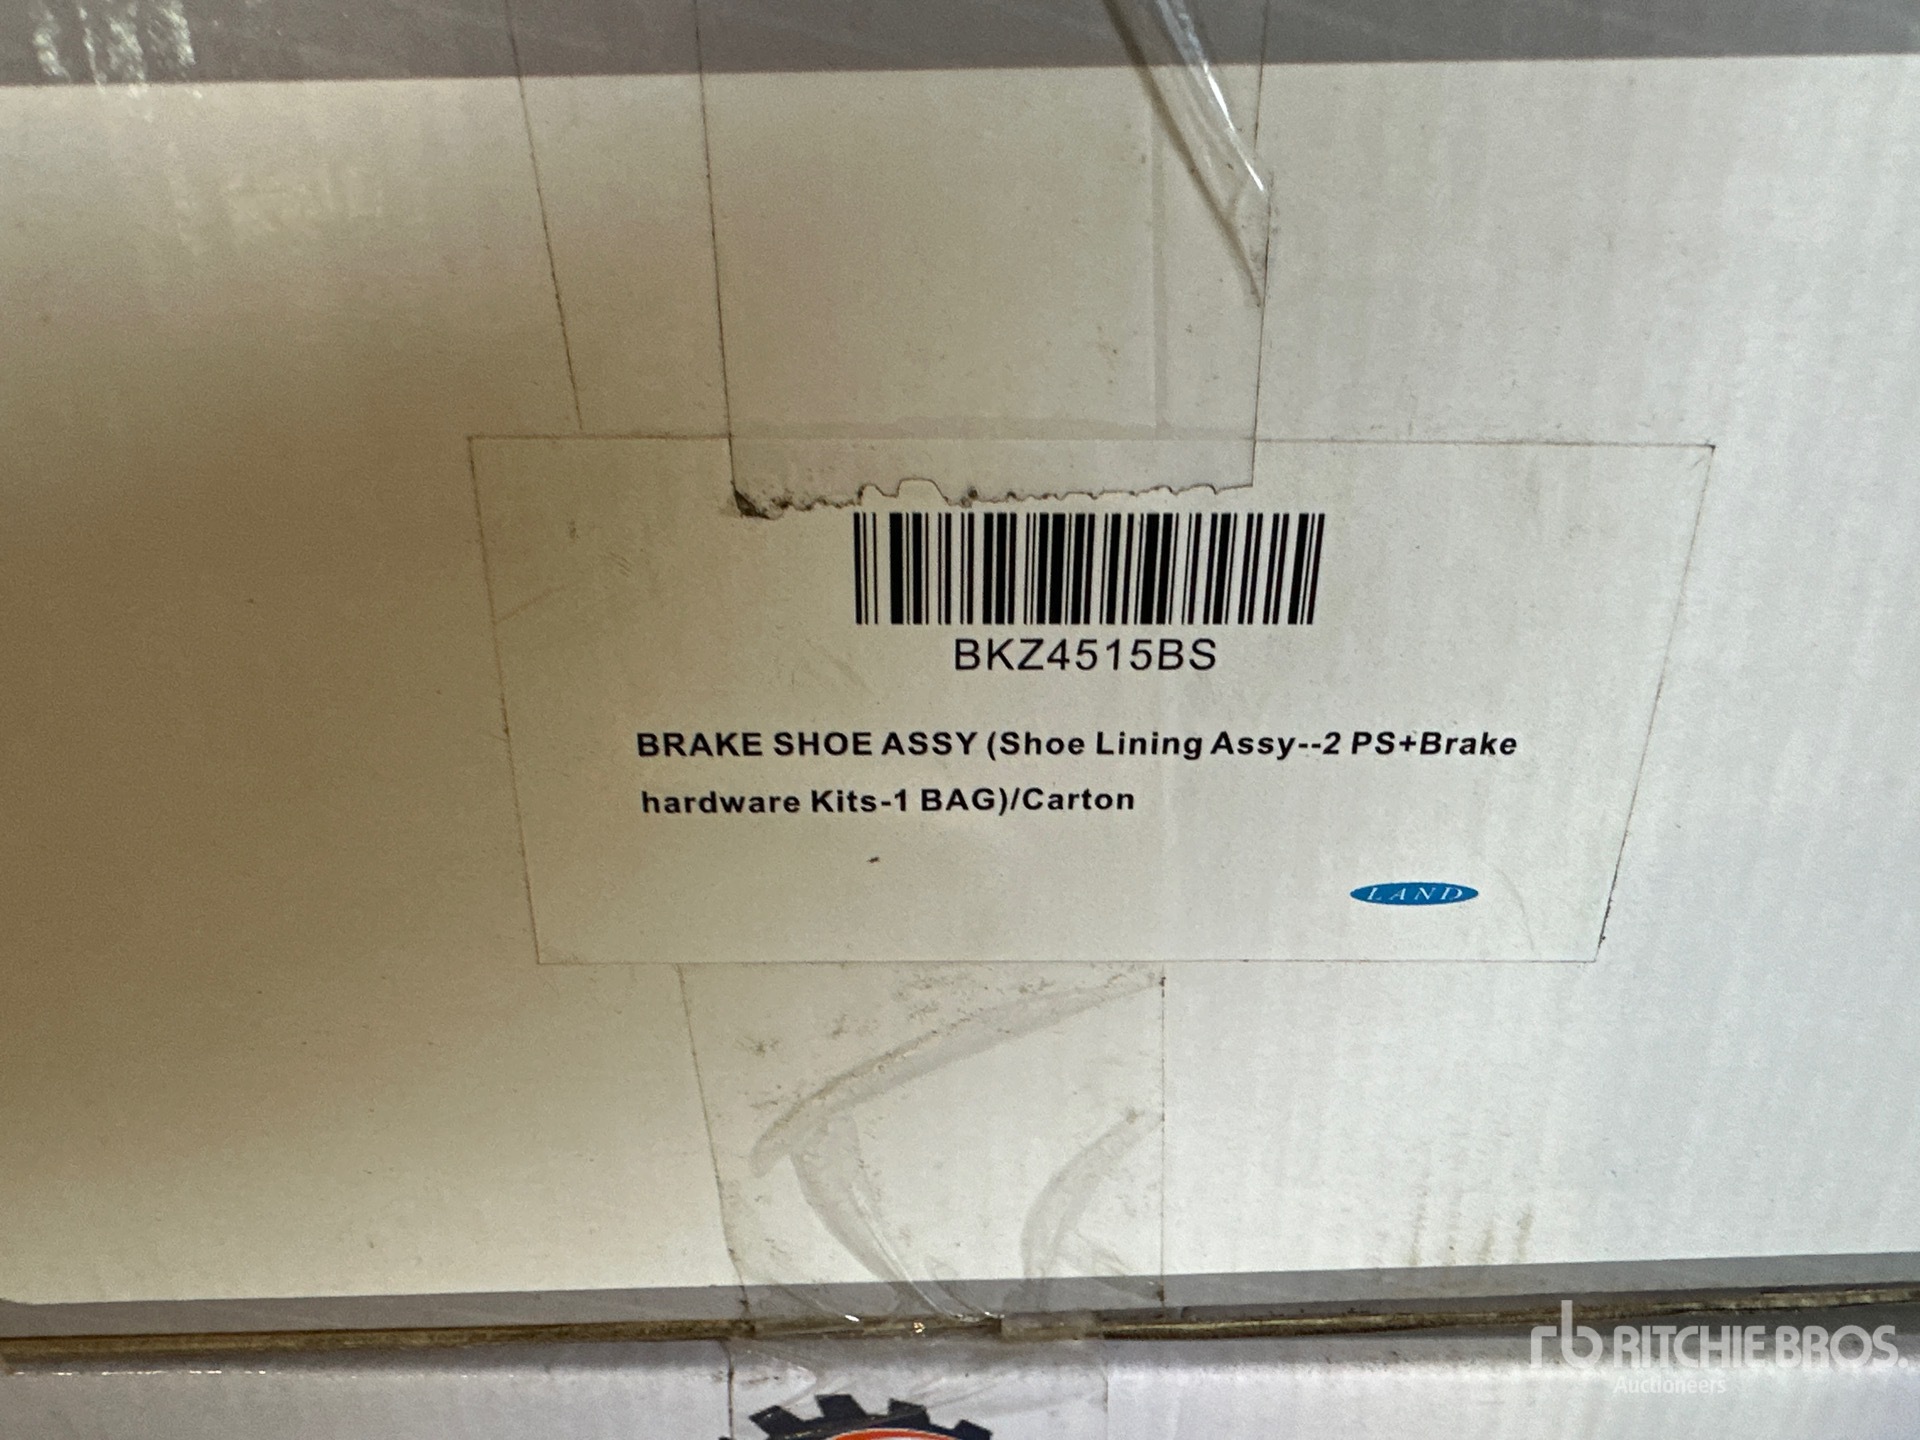 BKZ4515BS
BRAKE SHOE ASSY (Shoe Lining Assy--2 PS+Brake
hardware Kits-1 BAG)/Carton
LAND
rb RITCHIE BROS.
Auctioneers